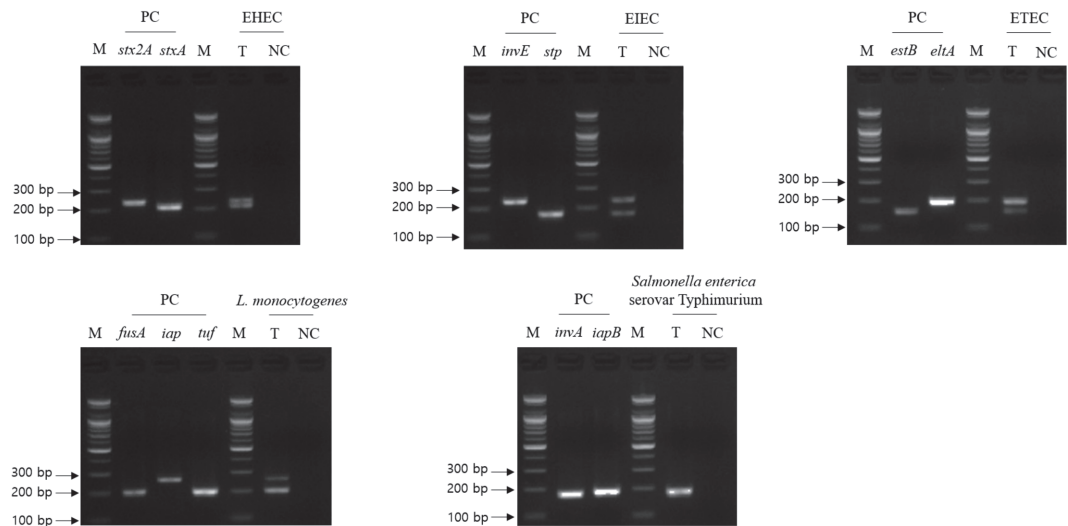 PC EHEC
M stx2A stxA M T NC
300 bp
200 bp
100 bp
PC EIEC
M invE stp M T NC
300 bp
200 bp
100 bp
PC ETEC
M estB eltA M T NC
300 bp
200 bp
100 bp
PC L. monocytogenes
M fusA iap tuf M T NC
300 bp
200 bp
100 bp
Salmonella enterica
PC serovar Typhimurium
M invA iapB M T NC
300 bp
200 bp
100 bp